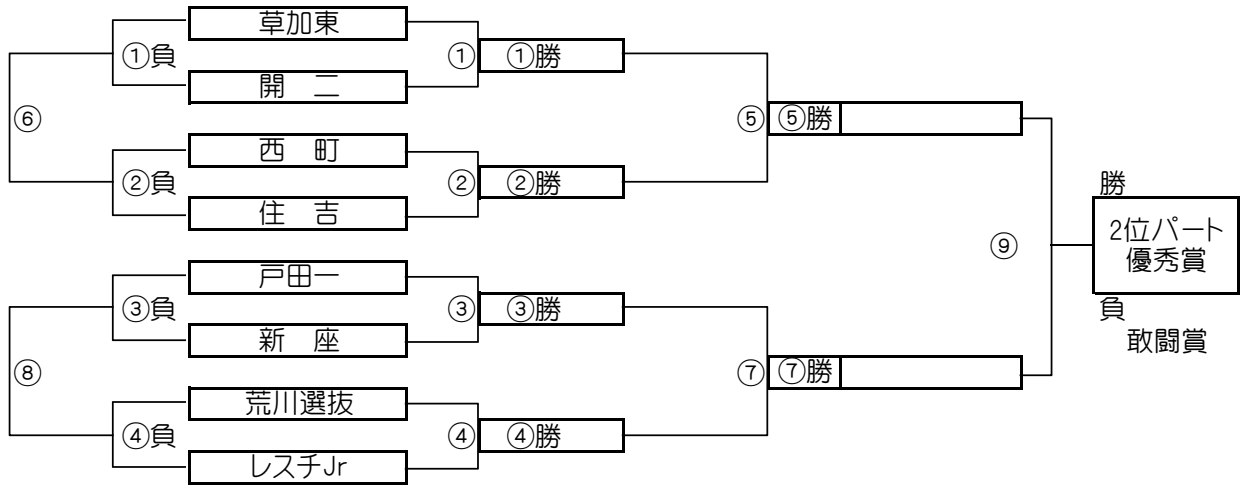 草加東
①負
①
①勝
開　二
⑥
⑤
⑤勝
西　町
②負
②
②勝
住　吉
勝
2位パート
優秀賞
⑨
戸田一
③負
③
③勝
負
新　座
敢闘賞
⑧
⑦
⑦勝
荒川選抜
④負
④
④勝
レスチJr